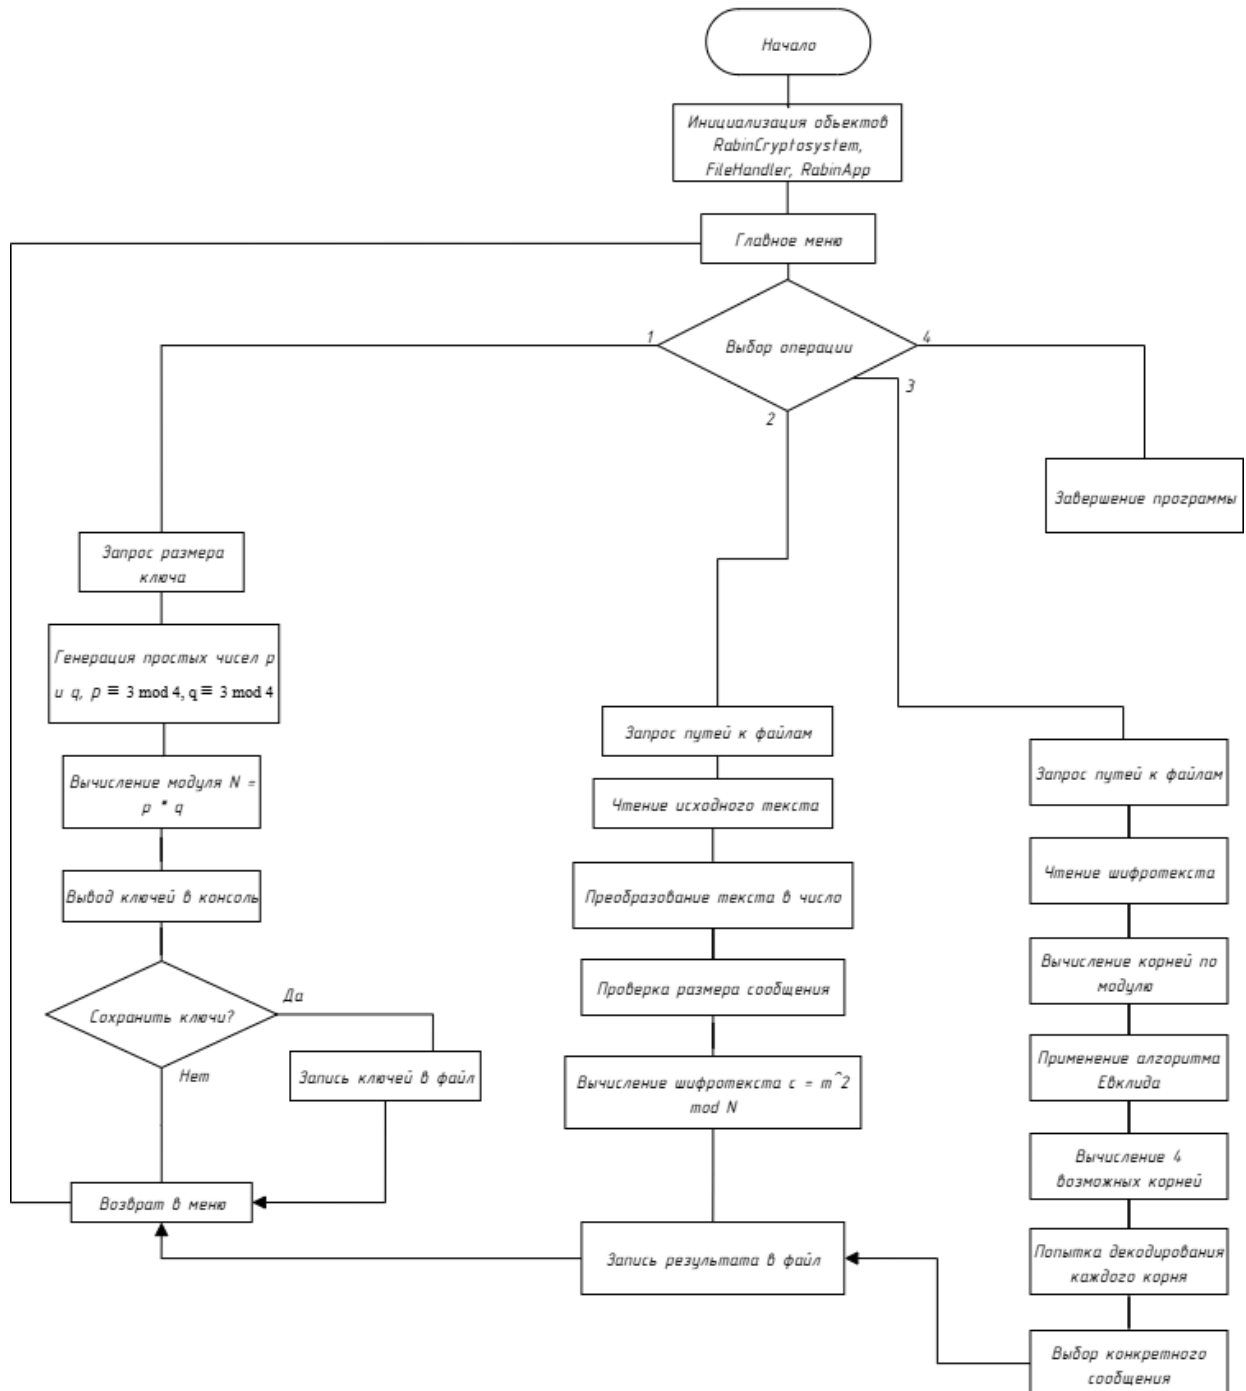 Начало
Инициализация объектов
RabinCryptosystem,
FileHandler, RabinApp
Главное меню
Выбор операции
1
4
3
2
Завершение программы
Запрос размера
ключа
Генерация простых чисел p
и q, p ≡ 3 mod 4, q ≡ 3 mod 4
Вычисление модуля N =
p * q
Вывод ключей в консоль
Сохранить ключи?
Да
Нет
Запись ключей в файл
Возврат в меню
Запрос путей к файлам
Чтение исходного текста
Преобразование текста в число
Проверка размера сообщения
Вычисление шифротекста c = m^2
mod N
Запись результата в файл
Запрос путей к файлам
Чтение шифротекста
Вычисление корней по
модулю
Применение алгоритма
Евклида
Вычисление 4
возможных корней
Попытка декодирования
каждого корня
Выбор конкретного
сообщения